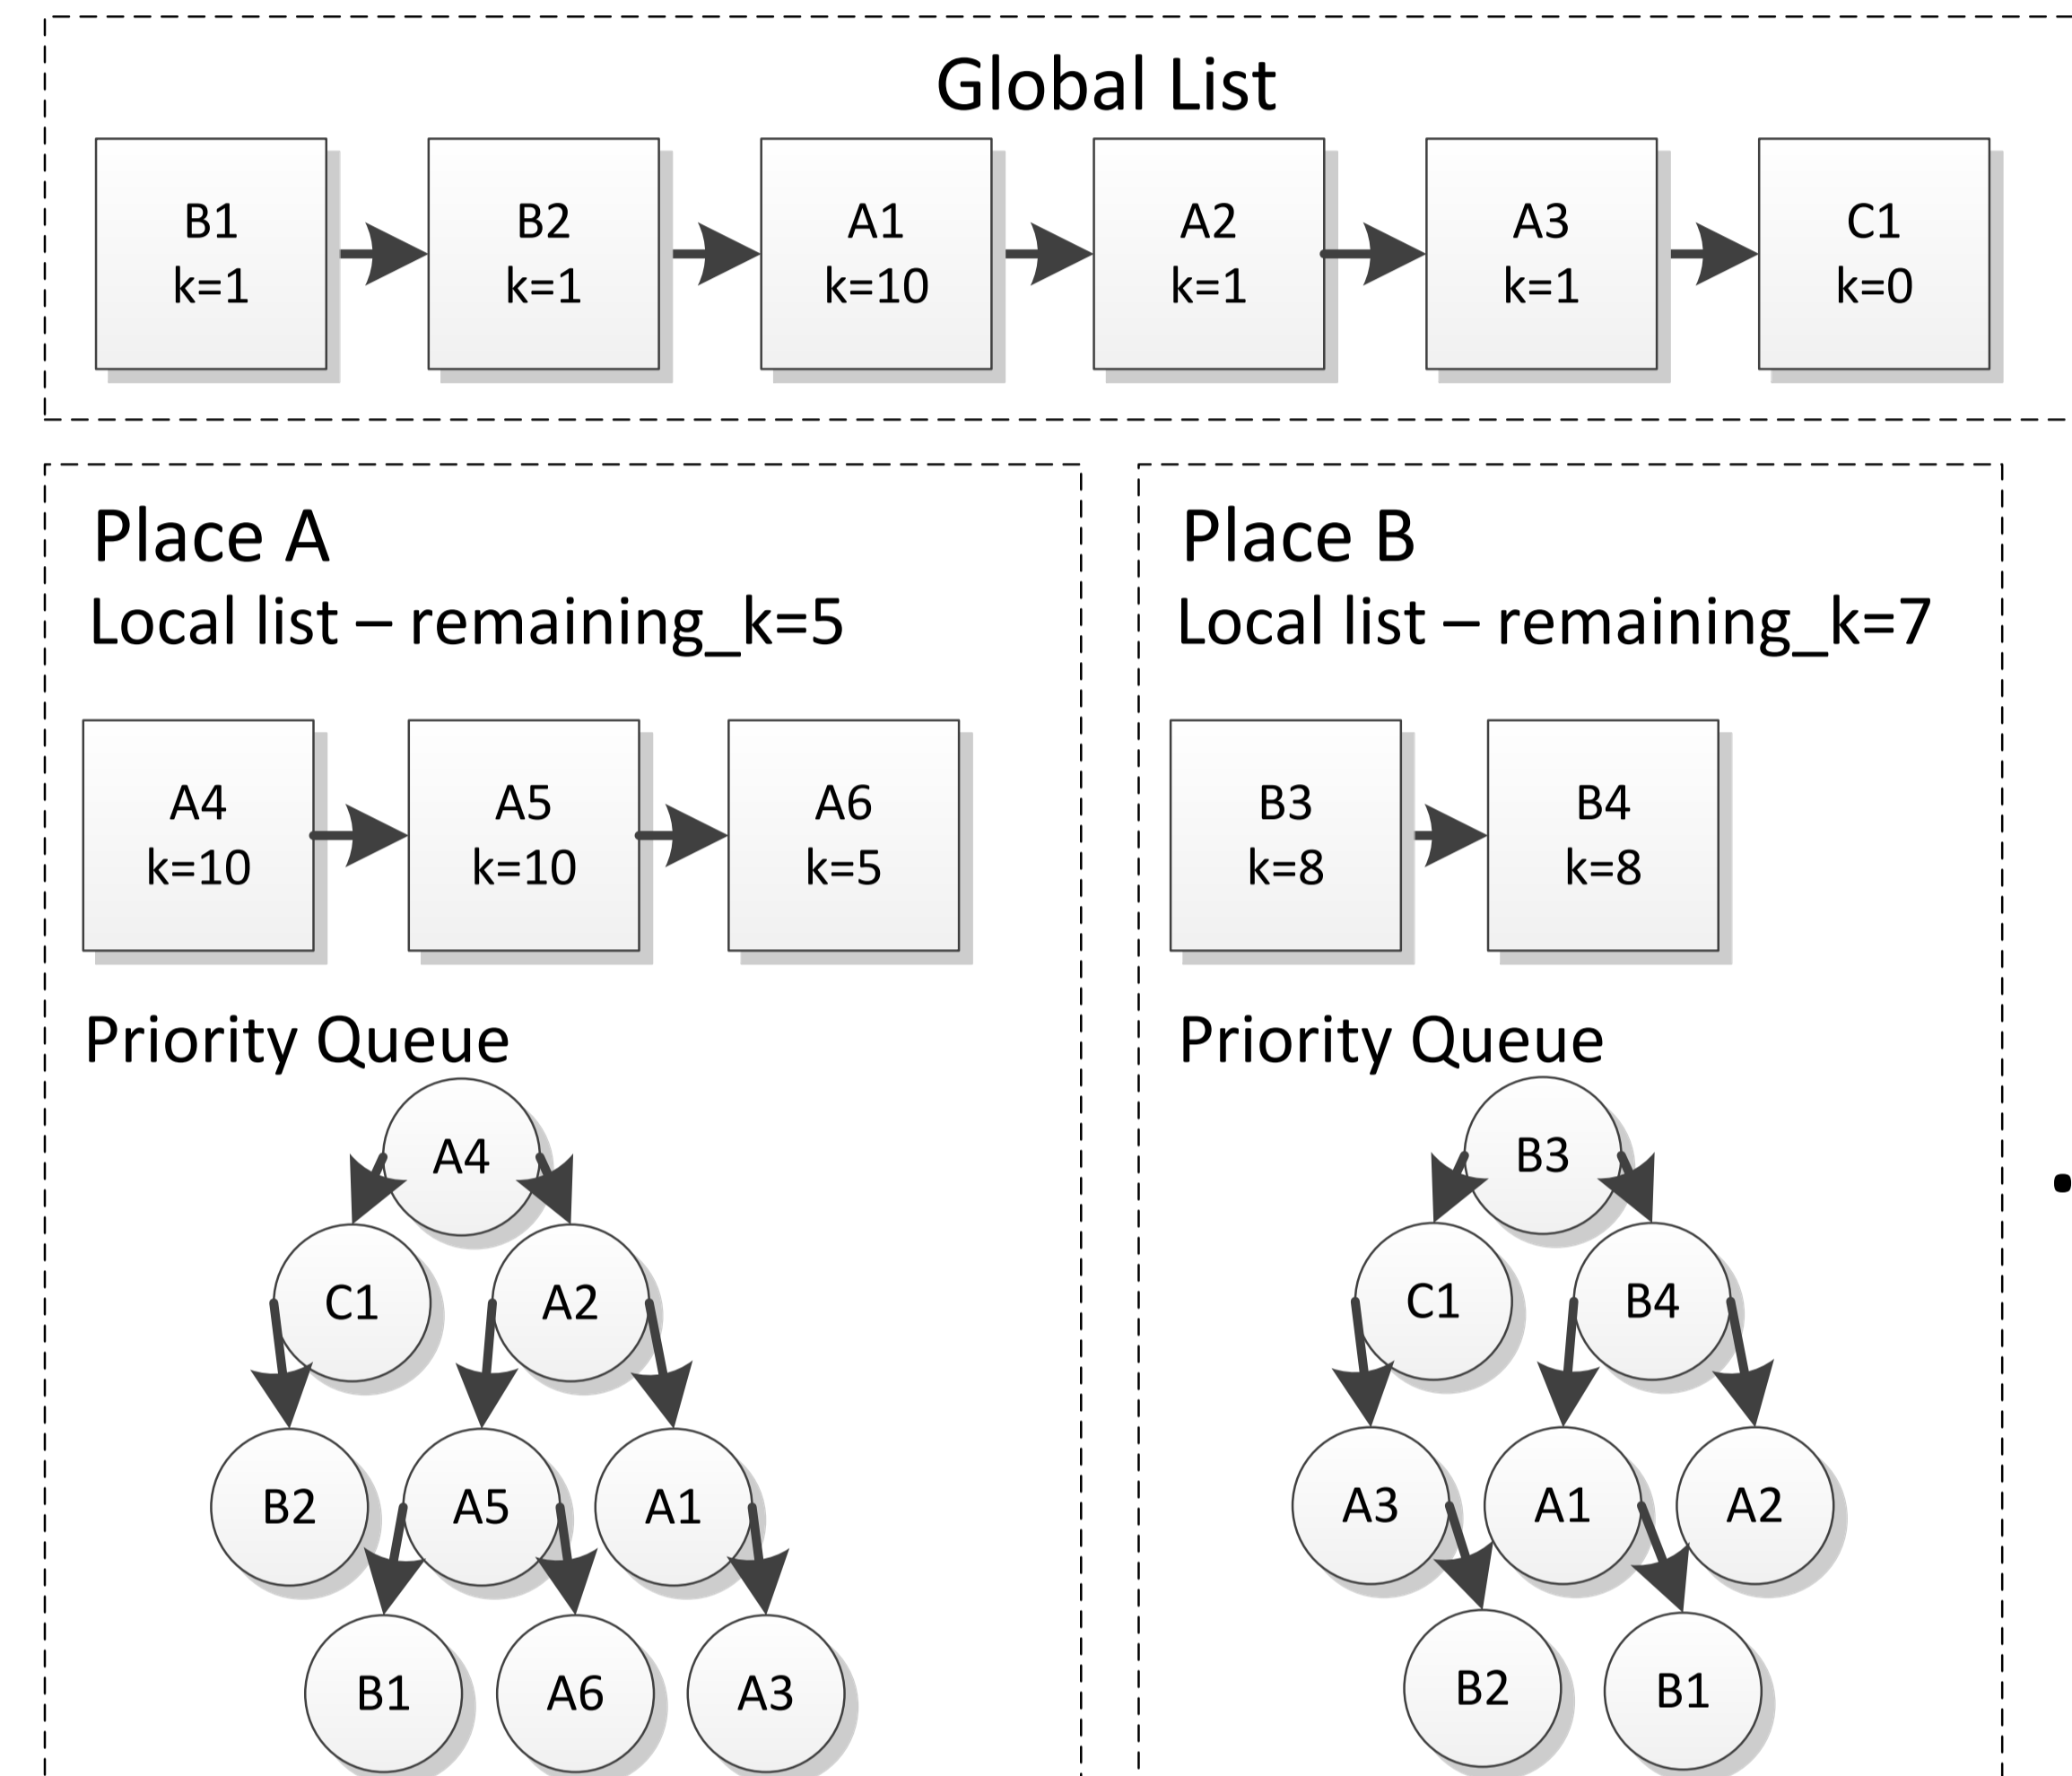 Global List
B1
k=1
B2
k=1
A1
k=10
A2
k=1
A3
k=1
C1
k=0
Place A
Local list – remaining_k=5
A4
k=10
A5
k=10
A6
k=5
Priority Queue
A4
C1
A2
B2
A5
A1
B1
A6
A3
Place B
Local list – remaining_k=7
B3
k=8
B4
k=8
Priority Queue
B3
C1
B4
A3
A1
A2
B2
B1